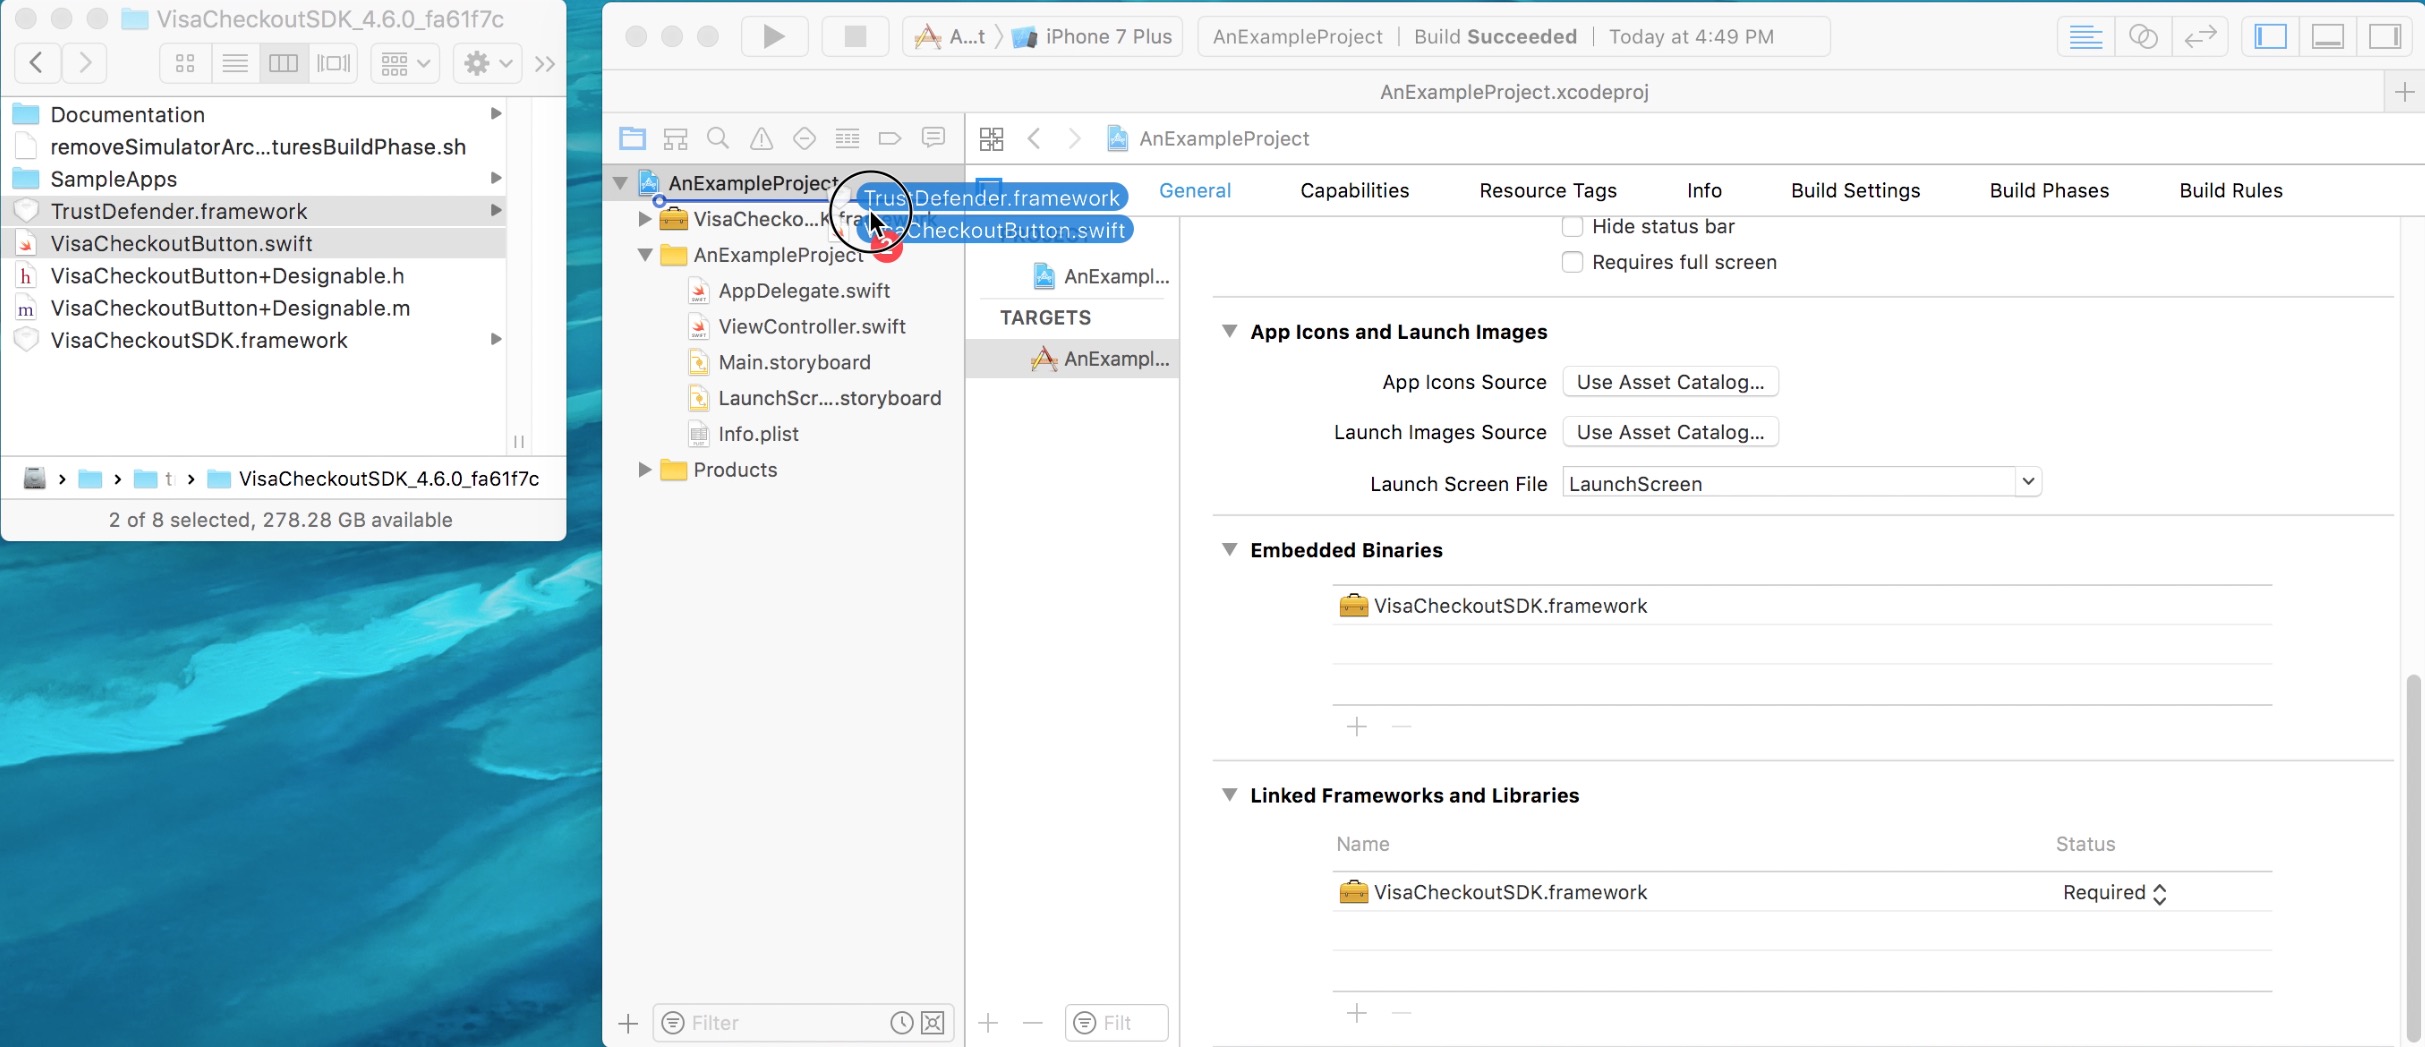 VisaCheckoutSDK_4.6.0_fa61f7c
Documentation
removeSimulatorArc...turesBuildPhase.sh
SampleApps
TrustDefender.framework
VisaCheckoutButton.swift
VisaCheckoutButton+Designable.h
VisaCheckoutButton+Designable.m
VisaCheckoutSDK.framework
VisaCheckoutSDK_4.6.0_fa61f7c
2 of 8 selected, 278.28 GB available
A...t
iPhone 7 Plus
AnExampleProject | Build Succeeded | Today at 4:49 PM
AnExampleProject.xcodeproj
AnExampleProject
AnExampleProject
TrustDefender.framework
VisaCheckoutButton.swift
2
VisaChecko...K.framework
AnExampleProject
AppDelegate.swift
ViewController.swift
Main.storyboard
LaunchScr....storyboard
Info.plist
Products
Filter
General
Capabilities
Resource Tags
Info
Build Settings
Build Phases
Build Rules
AnExampl...
TARGETS
AnExampl...
Filt
Hide status bar
Requires full screen
App Icons and Launch Images
App Icons Source Use Asset Catalog...
Launch Images Source Use Asset Catalog...
Launch Screen File LaunchScreen
Embedded Binaries
VisaCheckoutSDK.framework
Linked Frameworks and Libraries
Name Status
VisaCheckoutSDK.framework Required